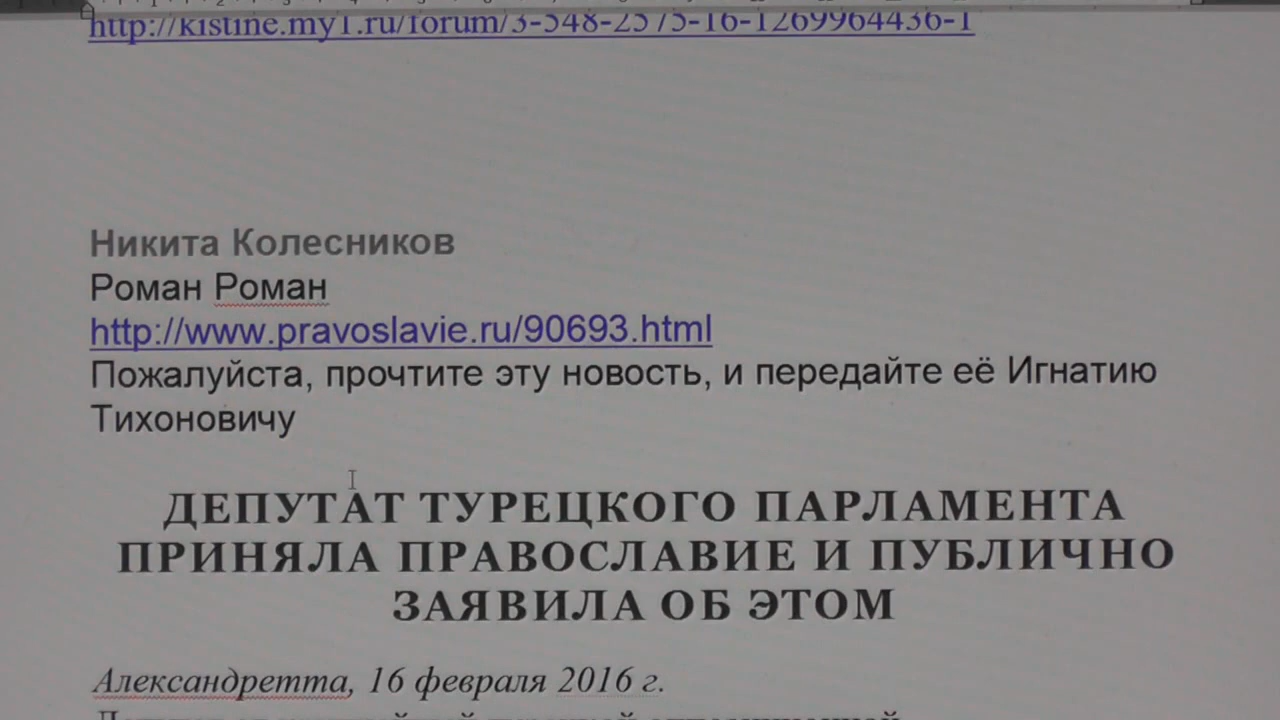 http://kistine.my1.ru/forum/3-548-2575-16-1269964436-1
Никита Колесников
Роман Роман
http://www.pravoslavie.ru/90693.html
Пожалуйста, прочтите эту новость, и передайте её Игнатию
Тихоновичу
ДЕПУТАТ ТУРЕЦКОГО ПАРЛАМЕНТА
ПРИНЯЛА ПРАВОСЛАВИЕ И ПУБЛИЧНО
ЗАЯВИЛА ОБ ЭТОМ
Александретта, 16 февраля 2016 г.